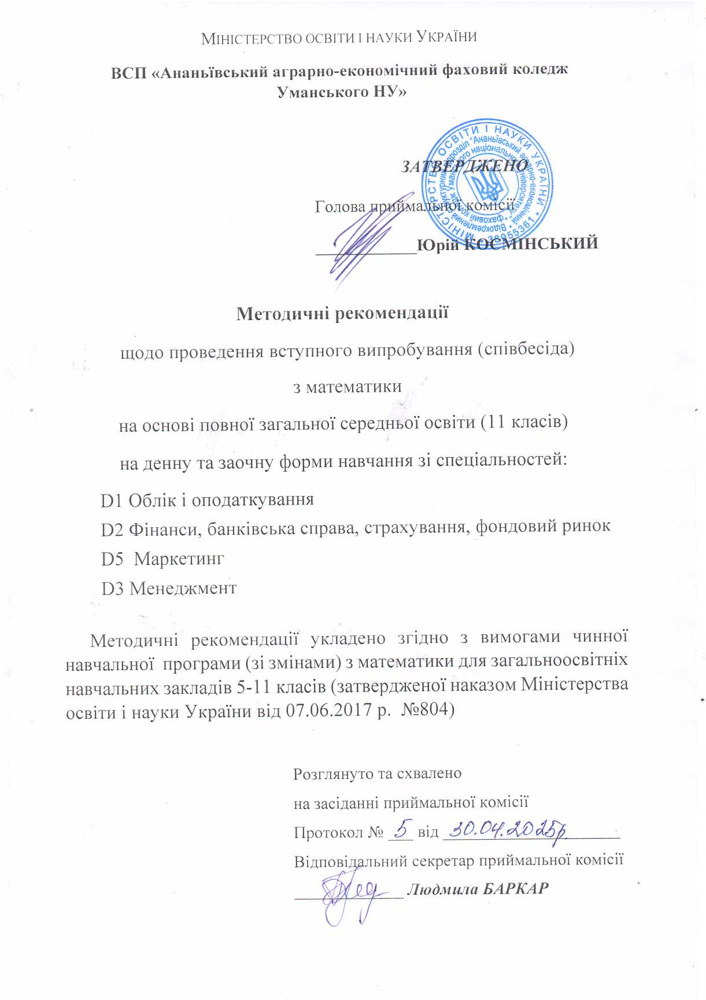 МІНІСТЕРСТВО ОСВІТИ І НАУКИ УКРАЇНИ
ВСП «Ананьївський аграрно-економічний фаховий коледж
Уманського НУ»
ЗАТВЕРДЖЕНО
Голова приймальної комісії
____________Юрій КОСМІНСЬКИЙ
МІНІСТЕРСТВО ОСВІТИ І НАУКИ УКРАЇНИ * 38955361 *
Відокремлений структурний підрозділ "Ананьївський аграрно-економічний
фаховий коледж Уманського національного університету"
Методичні рекомендації
щодо проведення вступного випробування (співбесіда)
з математики
на основі повної загальної середньої освіти (11 класів)
на денну та заочну форми навчання зі спеціальностей:
D1 Облік і оподаткування
D2 Фінанси, банківська справа, страхування, фондовий ринок
D5 Маркетинг
D3 Менеджмент
Методичні рекомендації укладено згідно з вимогами чинної
навчальної програми (зі змінами) з математики для загальноосвітніх
навчальних закладів 5-11 класів (затвердженої наказом Міністерства
освіти і науки України від 07.06.2017 р. №804)
Розглянуто та схвалено
на засіданні приймальної комісії
Протокол № 5 від 30.04.2025р.
Відповідальний секретар приймальної комісії
_____________ Людмила БАРКАР